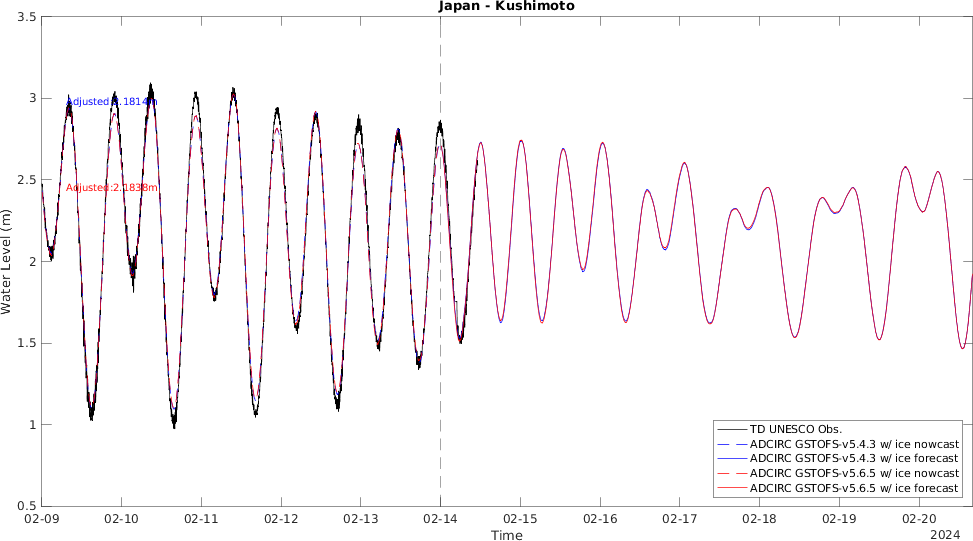 Japan - Kushimoto
3.5
3
2.5
2
1.5
1
0.5
Water Level (m)
Adjusted:2.1814m
Adjusted:2.1838m
TD UNESCO Obs.
ADCIRC GSTOFS-v5.4.3 w/ ice nowcast
ADCIRC GSTOFS-v5.4.3 w/ ice forecast
ADCIRC GSTOFS-v5.6.5 w/ ice nowcast
ADCIRC GSTOFS-v5.6.5 w/ ice forecast
02-09 02-10 02-11 02-12 02-13 02-14 02-15 02-16 02-17 02-18 02-19 02-20
Time
2024